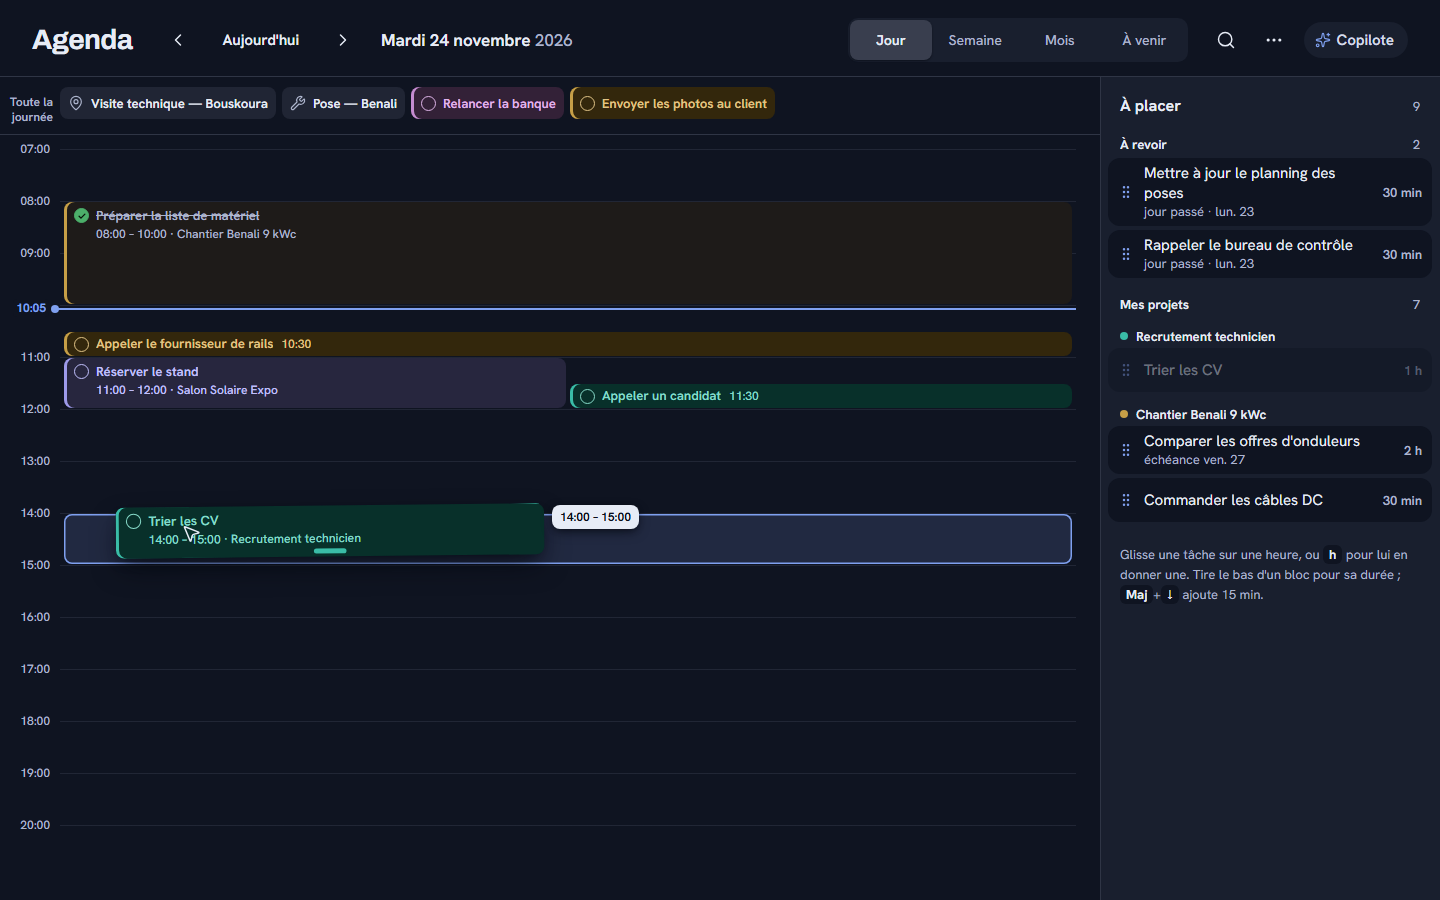 Agenda
Aujourd'hui
Mardi 24 novembre 2026
Jour
Semaine
Mois
À venir
Copilote
Toute la
journée
Visite technique — Bouskoura
Pose — Benali
Relancer la banque
Envoyer les photos au client
07:00
08:00
Préparer la liste de matériel
08:00 – 10:00 · Chantier Benali 9 kWc
09:00
10:05
Appeler le fournisseur de rails 10:30
11:00
Réserver le stand
11:00 – 12:00 · Salon Solaire Expo
Appeler un candidat 11:30
12:00
13:00
14:00
Trier les CV
14:00 – 15:00 · Recrutement technicien
14:00 – 15:00
15:00
16:00
17:00
18:00
19:00
20:00
À placer 9
À revoir 2
Mettre à jour le planning des
poses
jour passé · lun. 23
30 min
Rappeler le bureau de contrôle
jour passé · lun. 23
30 min
Mes projets 7
Recrutement technicien
Trier les CV 1 h
Chantier Benali 9 kWc
Comparer les offres d'onduleurs
échéance ven. 27
2 h
Commander les câbles DC 30 min
Glisse une tâche sur une heure, ou h pour lui en
donner une. Tire le bas d'un bloc pour sa durée ;
Maj + ↓ ajoute 15 min.